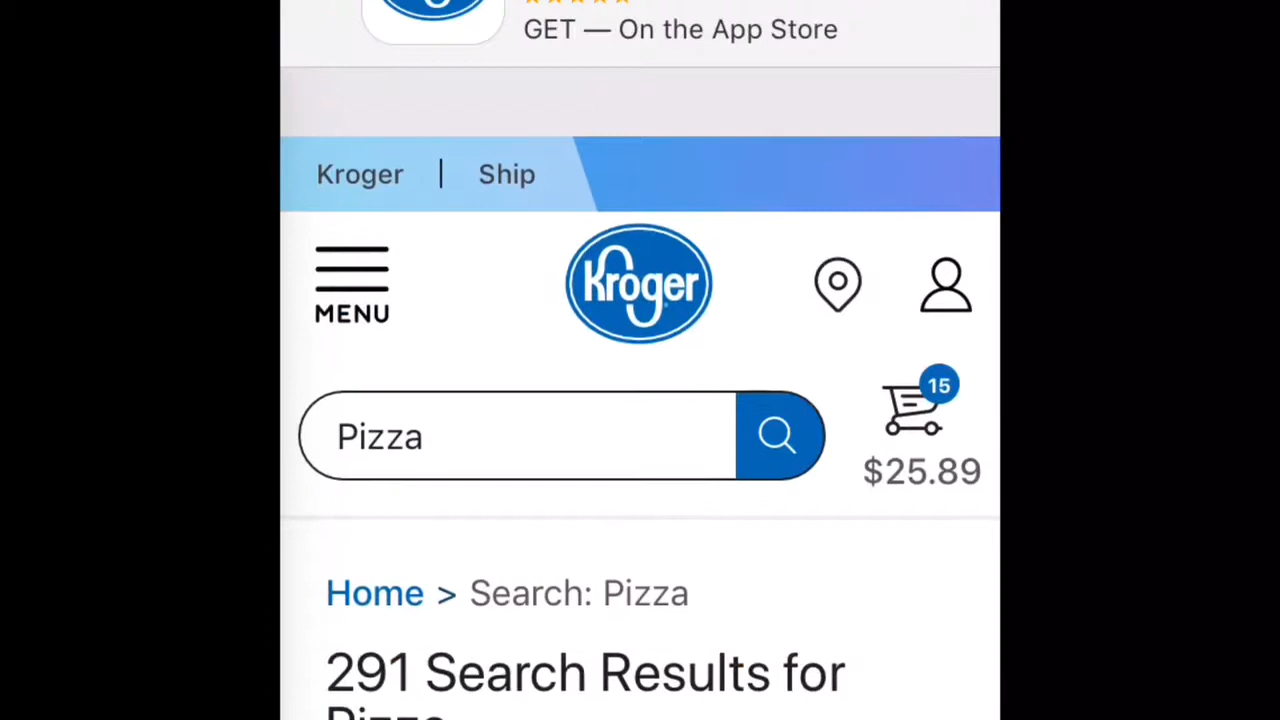 GET — On the App Store
Kroger | Ship
MENU
Kroger
Pizza
15
$25.89
Home > Search: Pizza
291 Search Results for
Pizza